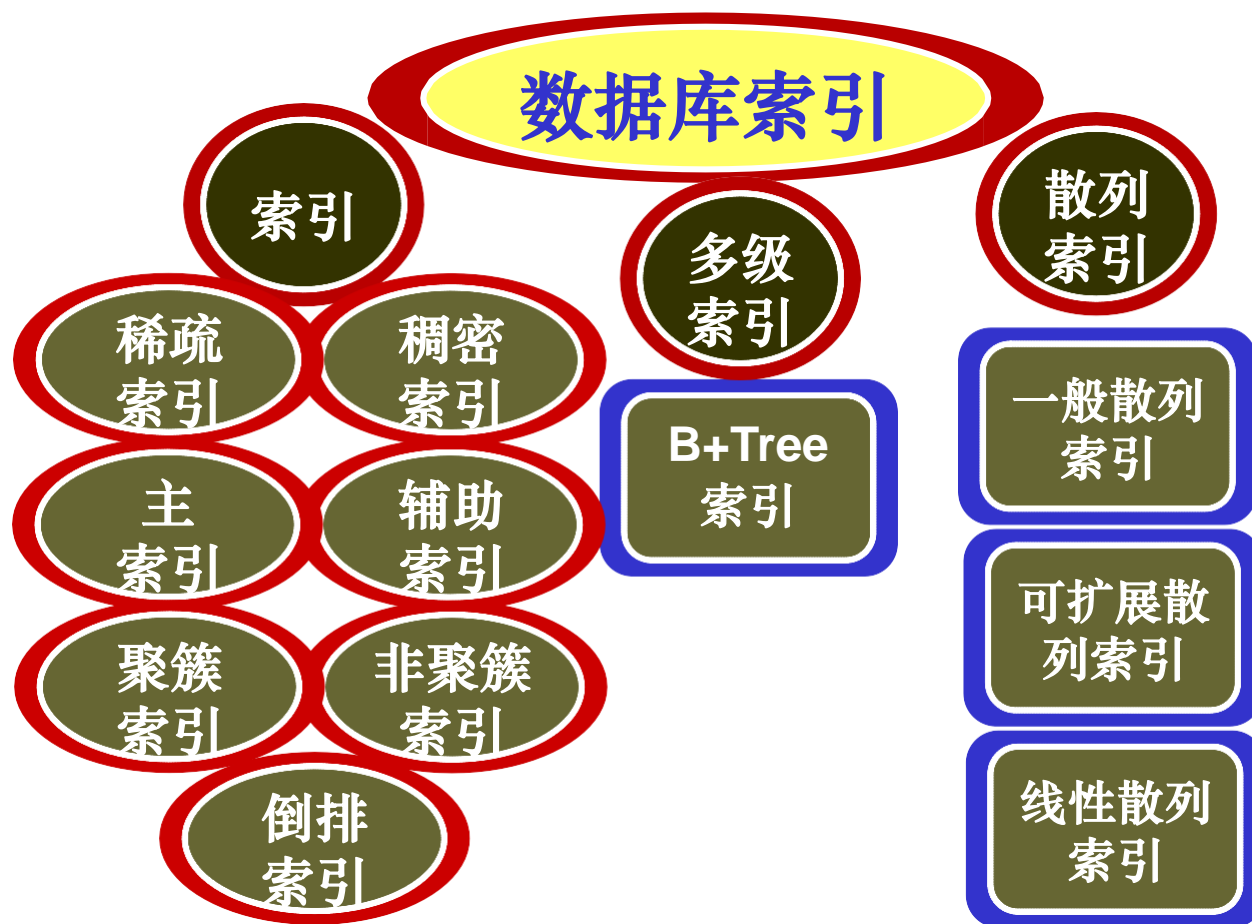 数据库索引
索引
稀疏
索引
稠密
索引
主
索引
辅助
索引
聚簇
索引
非聚簇
索引
倒排
索引
多级
索引
B+Tree
索引
散列
索引
一般散列
索引
可扩展散
列索引
线性散列
索引